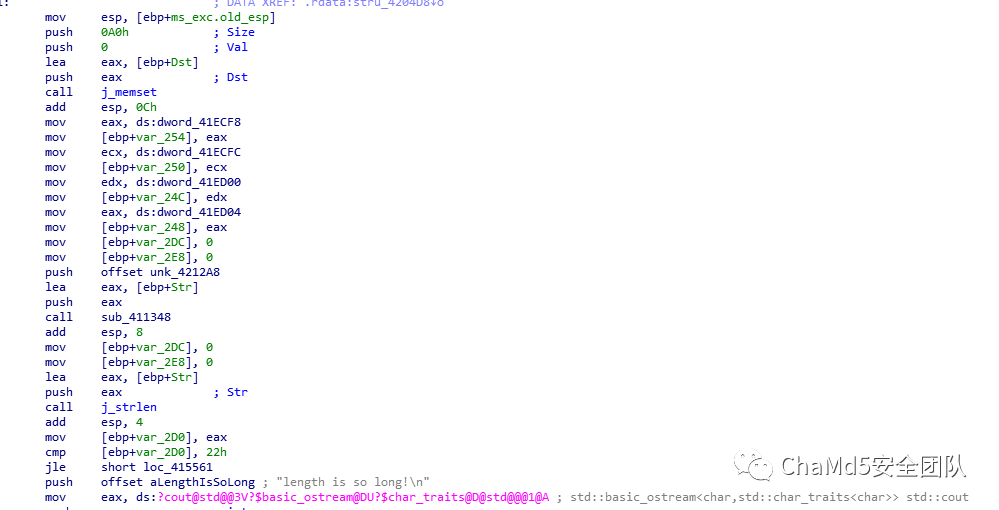 ; DATA XREF: .rdata:stru_4204D8↓o
mov esp, [ebp+ms_exc.old_esp]
push 0A0h ; Size
push 0 ; Val
lea eax, [ebp+Dst]
push eax ; Dst
call j_memset
add esp, 0Ch
mov eax, ds:dword_41ECF8
mov [ebp+var_254], eax
mov ecx, ds:dword_41ECFC
mov [ebp+var_250], ecx
mov edx, ds:dword_41ED00
mov [ebp+var_24C], edx
mov eax, ds:dword_41ED04
mov [ebp+var_248], eax
mov [ebp+var_2DC], 0
mov [ebp+var_2E8], 0
push offset unk_4212A8
lea eax, [ebp+Str]
push eax
call sub_411348
add esp, 8
mov [ebp+var_2DC], 0
mov [ebp+var_2E8], 0
lea eax, [ebp+Str]
push eax ; Str
call j_strlen
add esp, 4
mov [ebp+var_2D0], eax
cmp [ebp+var_2D0], 22h
jle short loc_415561
push offset aLengthIsSoLong ; "length is so long!\n"
mov eax, ds:?cout@std@@3V?$basic_ostream@DU?$char_traits@D@std@@@1@A ; std::basic_ostream<char,std::char_traits<char>> std::cout
ChaMd5安全团队